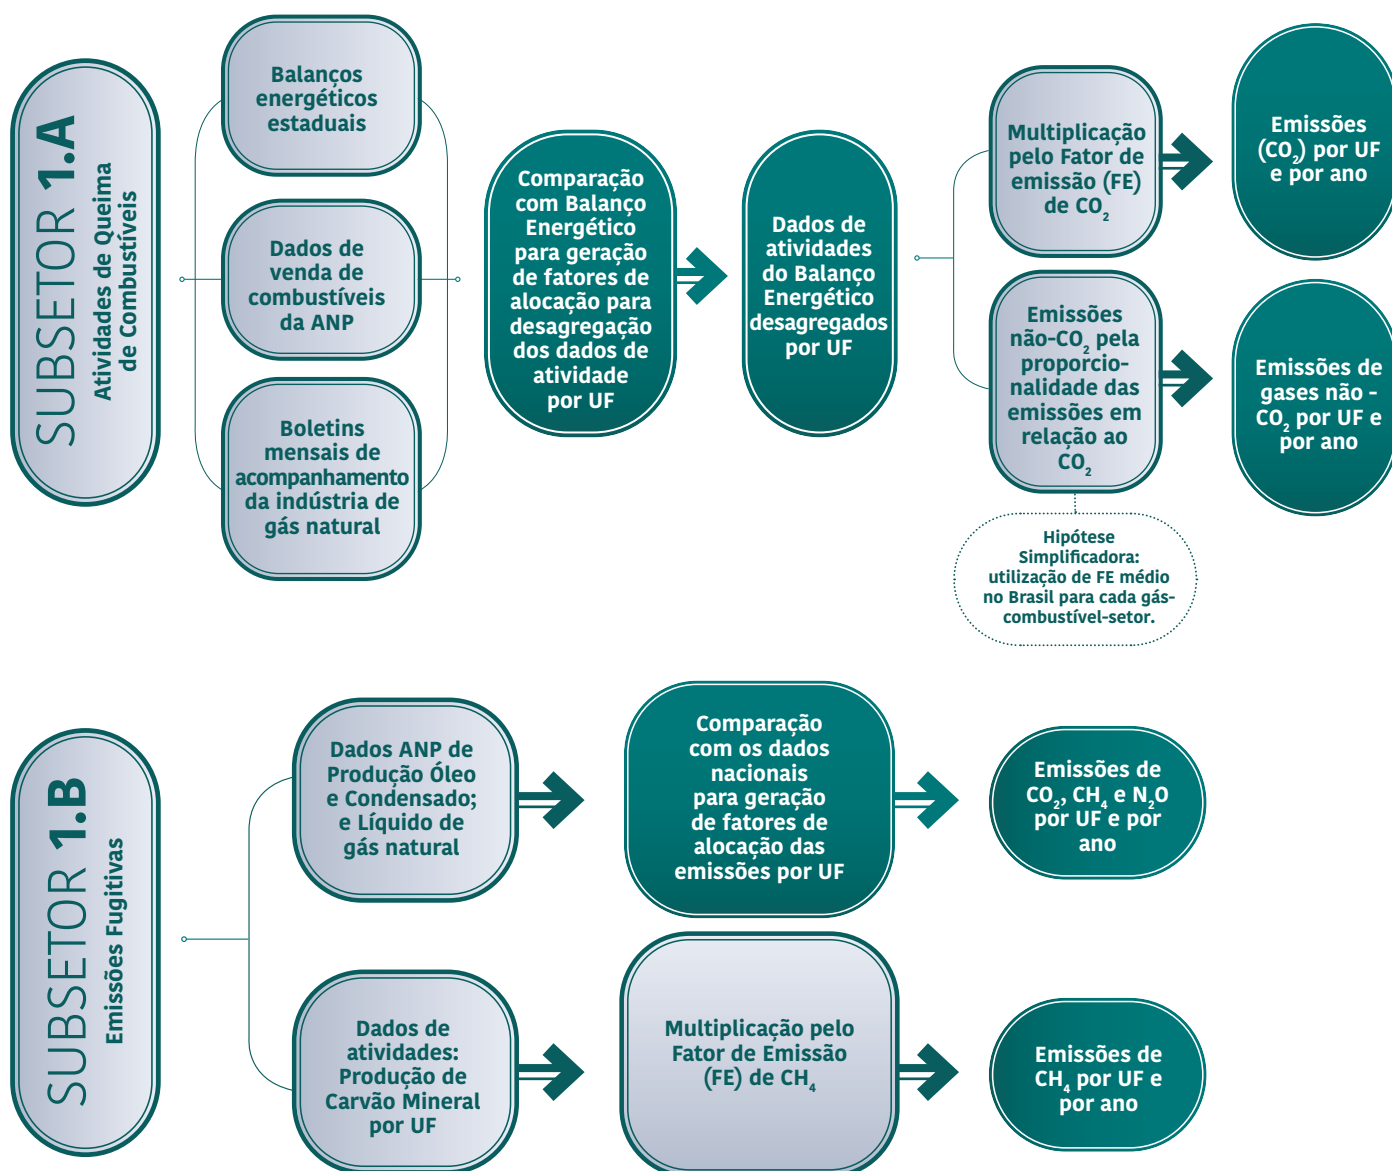 SUBSETOR 1.A
Atividades de Queima
de Combustíveis
Balanços
energéticos
estaduais
Dados de
venda de
combustíveis
da ANP
Boletins
mensais de
acompanhamento
da indústria de
gás natural
Comparação
com Balanço
Energético
para geração
de fatores de
alocação para
desagregação
dos dados de
atividade
por UF
Dados de
atividades
do Balanço
Energético
desagregados
por UF
Multiplicação
pelo Fator de
emissão (FE)
de CO₂
Emissões
(CO₂) por UF
e por ano
Emissões
não-CO₂ pela
proporcio-
nalidade das
emissões em
relação ao
CO₂
Emissões de
gases não -
CO₂ por UF e
por ano
Hipótese
Simplificadora:
utilização de FE médio
no Brasil para cada gás-
combustível-setor.
SUBSETOR 1.B
Emissões Fugitivas
Dados ANP de
Produção Óleo
e Condensado;
e Líquido de
gás natural
Comparação
com os dados
nacionais
para geração
de fatores de
alocação das
emissões por UF
Emissões de
CO₂, CH₄ e N₂O
por UF e por
ano
Dados de
atividades:
Produção de
Carvão Mineral
por UF
Multiplicação pelo
Fator de Emissão
(FE) de CH₄
Emissões de
CH₄ por UF e
por ano